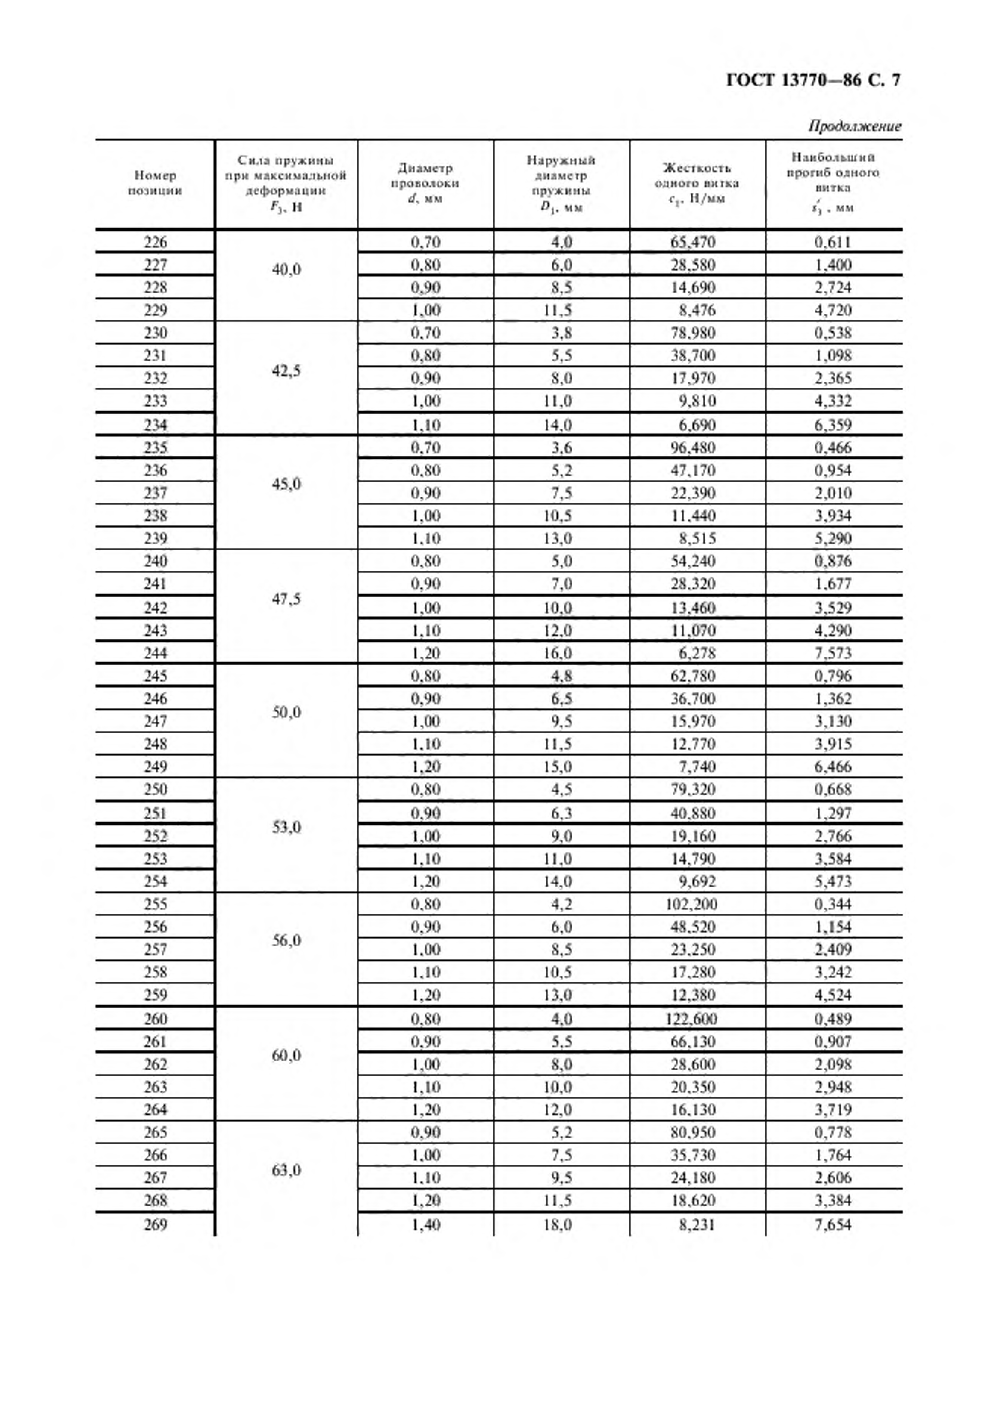 ГОСТ 13770—86 С. 7
Продолжение
Номер позиции | Сила пружины при максимальной деформации F₃, Н | Диаметр проволоки d, мм | Наружный диаметр пружины D₁, мм | Жесткость одного витка c₁, Н/мм | Наибольший прогиб одного витка s′₃, мм
226 | 40,0 | 0,70 | 4,0 | 65,470 | 0,611
227 | 0,80 | 6,0 | 28,580 | 1,400
228 | 0,90 | 8,5 | 14,690 | 2,724
229 | 1,00 | 11,5 | 8,476 | 4,720
230 | 42,5 | 0,70 | 3,8 | 78,980 | 0,538
231 | 0,80 | 5,5 | 38,700 | 1,098
232 | 0,90 | 8,0 | 17,970 | 2,365
233 | 1,00 | 11,0 | 9,810 | 4,332
234 | 1,10 | 14,0 | 6,690 | 6,359
235 | 45,0 | 0,70 | 3,6 | 96,480 | 0,466
236 | 0,80 | 5,2 | 47,170 | 0,954
237 | 0,90 | 7,5 | 22,390 | 2,010
238 | 1,00 | 10,5 | 11,440 | 3,934
239 | 1,10 | 13,0 | 8,515 | 5,290
240 | 47,5 | 0,80 | 5,0 | 54,240 | 0,876
241 | 0,90 | 7,0 | 28,320 | 1,677
242 | 1,00 | 10,0 | 13,460 | 3,529
243 | 1,10 | 12,0 | 11,070 | 4,290
244 | 1,20 | 16,0 | 6,278 | 7,573
245 | 50,0 | 0,80 | 4,8 | 62,780 | 0,796
246 | 0,90 | 6,5 | 36,700 | 1,362
247 | 1,00 | 9,5 | 15,970 | 3,130
248 | 1,10 | 11,5 | 12,770 | 3,915
249 | 1,20 | 15,0 | 7,740 | 6,466
250 | 53,0 | 0,80 | 4,5 | 79,320 | 0,668
251 | 0,90 | 6,3 | 40,880 | 1,297
252 | 1,00 | 9,0 | 19,160 | 2,766
253 | 1,10 | 11,0 | 14,790 | 3,584
254 | 1,20 | 14,0 | 9,692 | 5,473
255 | 56,0 | 0,80 | 4,2 | 102,200 | 0,344
256 | 0,90 | 6,0 | 48,520 | 1,154
257 | 1,00 | 8,5 | 23,250 | 2,409
258 | 1,10 | 10,5 | 17,280 | 3,242
259 | 1,20 | 13,0 | 12,380 | 4,524
260 | 60,0 | 0,80 | 4,0 | 122,600 | 0,489
261 | 0,90 | 5,5 | 66,130 | 0,907
262 | 1,00 | 8,0 | 28,600 | 2,098
263 | 1,10 | 10,0 | 20,350 | 2,948
264 | 1,20 | 12,0 | 16,130 | 3,719
265 | 63,0 | 0,90 | 5,2 | 80,950 | 0,778
266 | 1,00 | 7,5 | 35,730 | 1,764
267 | 1,10 | 9,5 | 24,180 | 2,606
268 | 1,20 | 11,5 | 18,620 | 3,384
269 | 1,40 | 18,0 | 8,231 | 7,654